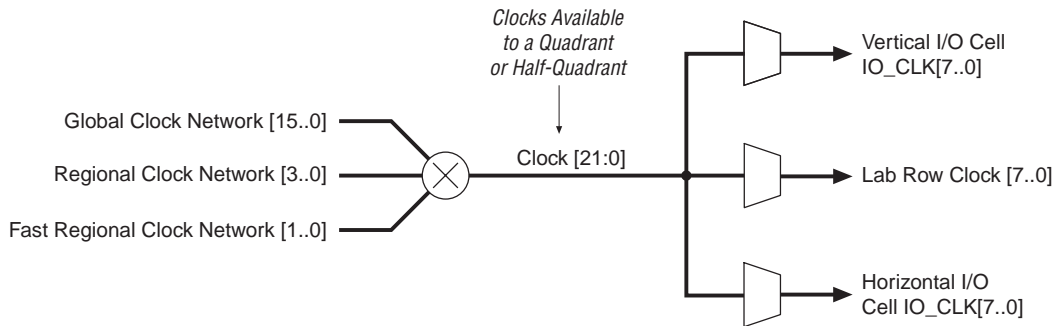 Clocks Available
to a Quadrant
or Half-Quadrant
Vertical I/O Cell
IO_CLK[7..0]
Global Clock Network [15..0]
Clock [21:0]
Regional Clock Network [3..0]
Lab Row Clock [7..0]
Fast Regional Clock Network [1..0]
Horizontal I/O
Cell IO_CLK[7..0]